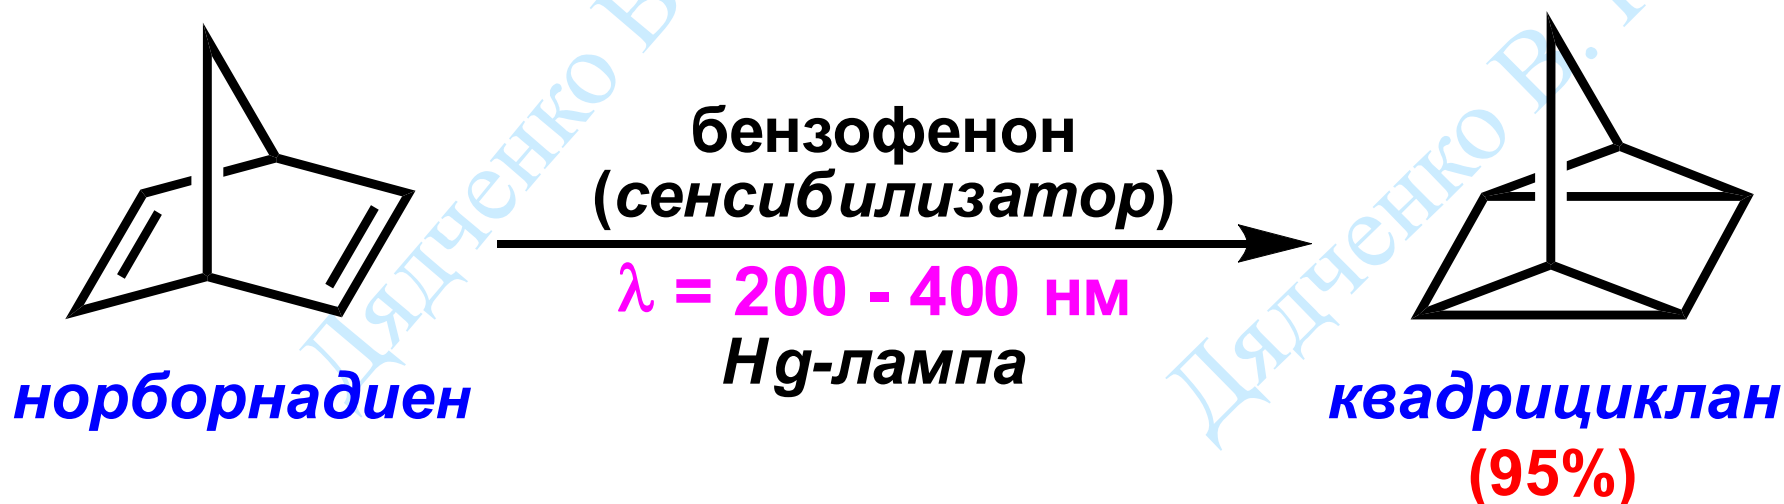 бензофенон
(сенсибилизатор)
λ = 200 - 400 нм
Hg-лампа
норборнадиен
квадрициклан
(95%)
Дядченко В
Дядченко В.